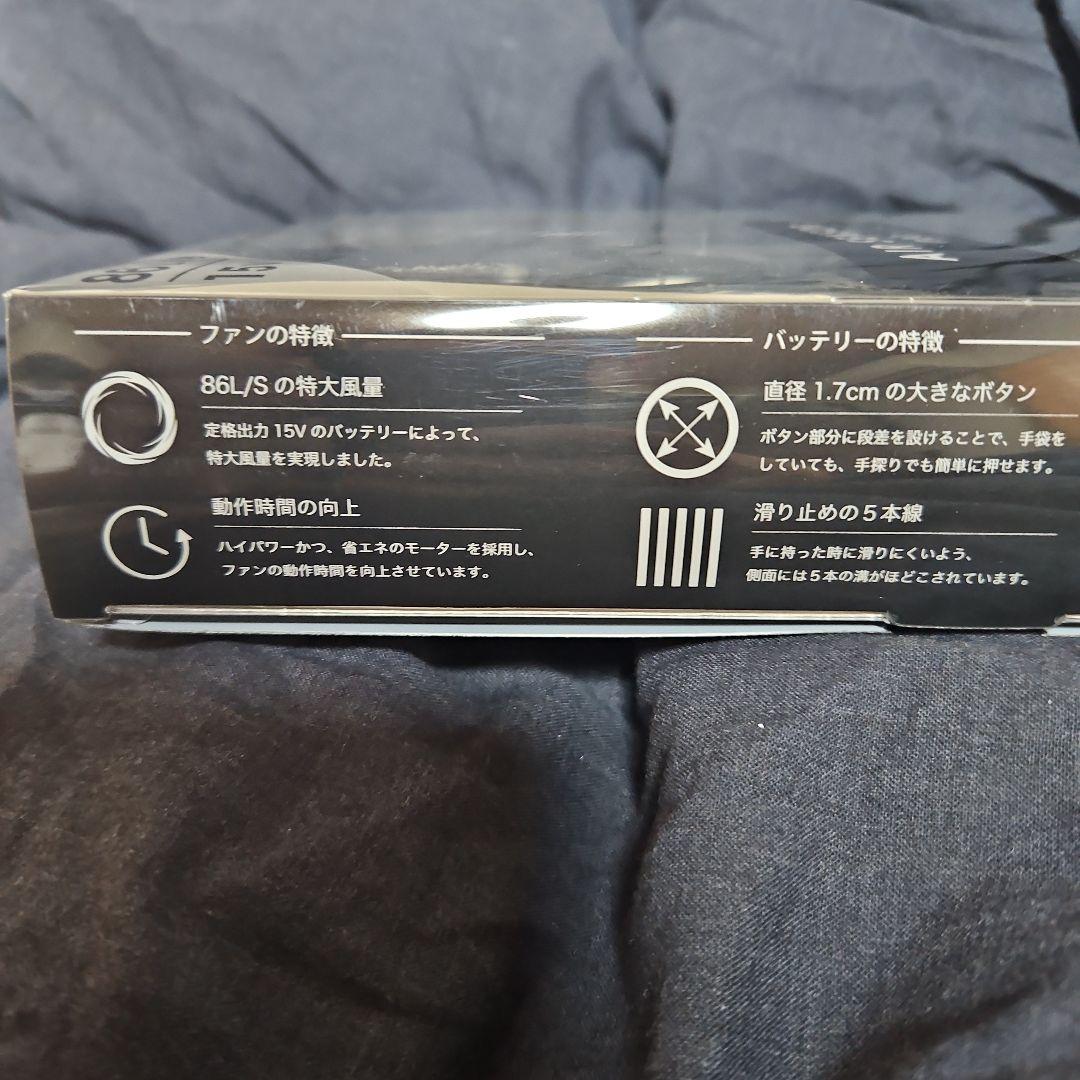 ファンの特徴
86L/Sの特大風量
定格出力15Vのバッテリーによって、
特大風量を実現しました。
動作時間の向上
ハイパワーかつ、省エネのモーターを採用し、
ファンの動作時間を向上させています。
バッテリーの特徴
直径1.7cmの大きなボタン
ボタン部分に段差を設けることで、手袋を
していても、手探りでも簡単に押せます。
滑り止めの5本線
手に持った時に滑りにくいよう、
側面には5本の溝がほどこされています。